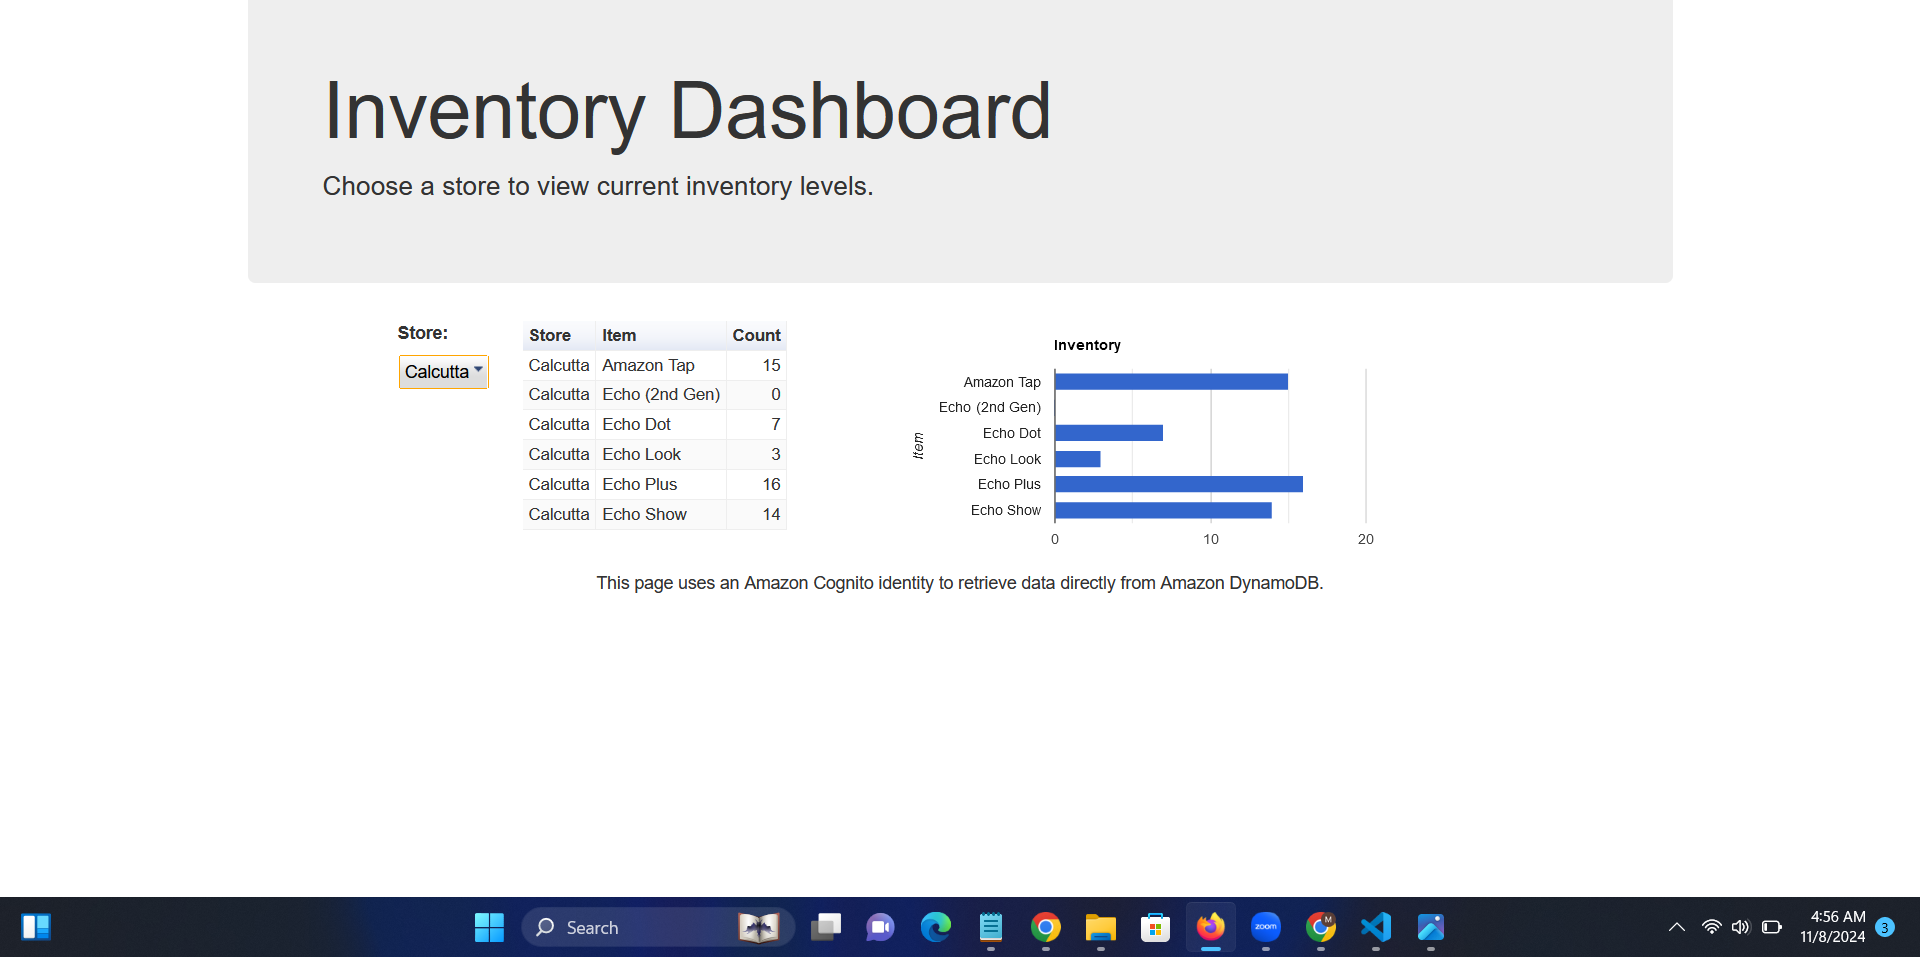 Inventory Dashboard
Choose a store to view current inventory levels.
Store:
Calcutta
Store Item Count
Calcutta Amazon Tap 15
Calcutta Echo (2nd Gen) 0
Calcutta Echo Dot 7
Calcutta Echo Look 3
Calcutta Echo Plus 16
Calcutta Echo Show 14
Inventory
Item
Amazon Tap
Echo (2nd Gen)
Echo Dot
Echo Look
Echo Plus
Echo Show
0 10 20
This page uses an Amazon Cognito identity to retrieve data directly from Amazon DynamoDB.
Search
zoom
M
4:56 AM
11/8/2024
3